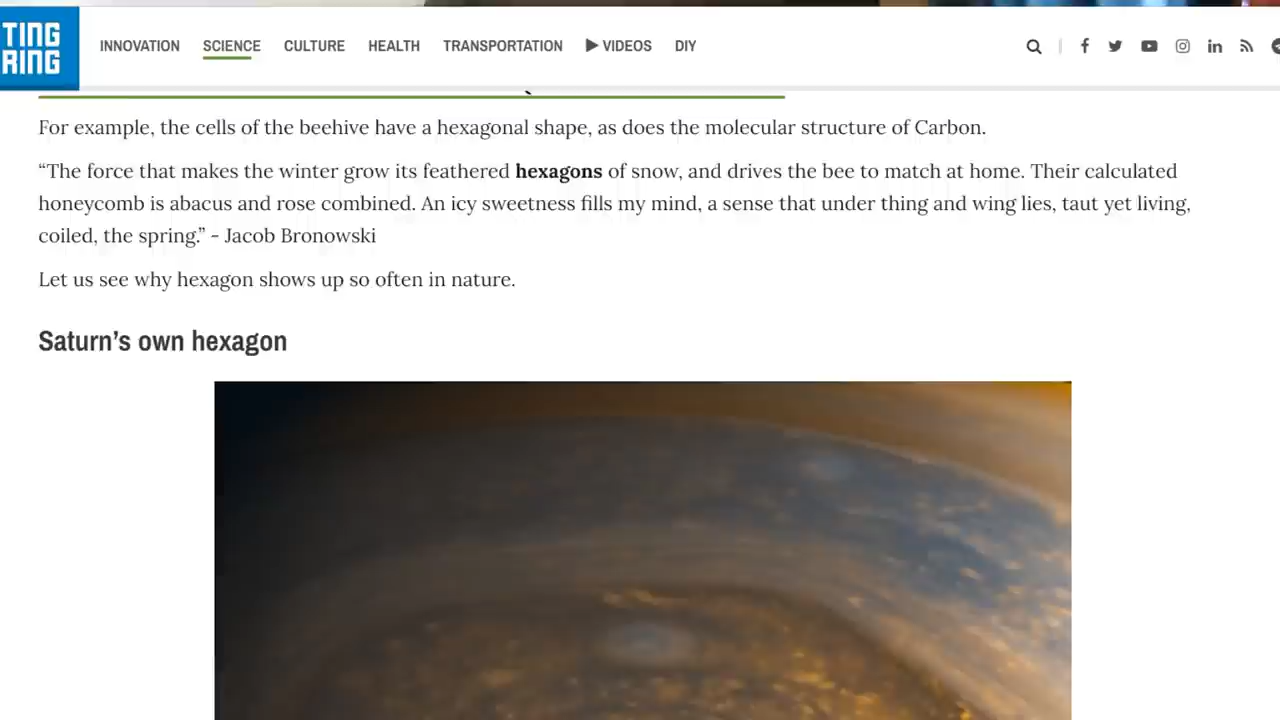 TING
RING
INNOVATION SCIENCE CULTURE HEALTH TRANSPORTATION VIDEOS DIY
For example, the cells of the beehive have a hexagonal shape, as does the molecular structure of Carbon.
“The force that makes the winter grow its feathered hexagons of snow, and drives the bee to match at home. Their calculated
honeycomb is abacus and rose combined. An icy sweetness fills my mind, a sense that under thing and wing lies, taut yet living,
coiled, the spring.” - Jacob Bronowski
Let us see why hexagon shows up so often in nature.
Saturn’s own hexagon